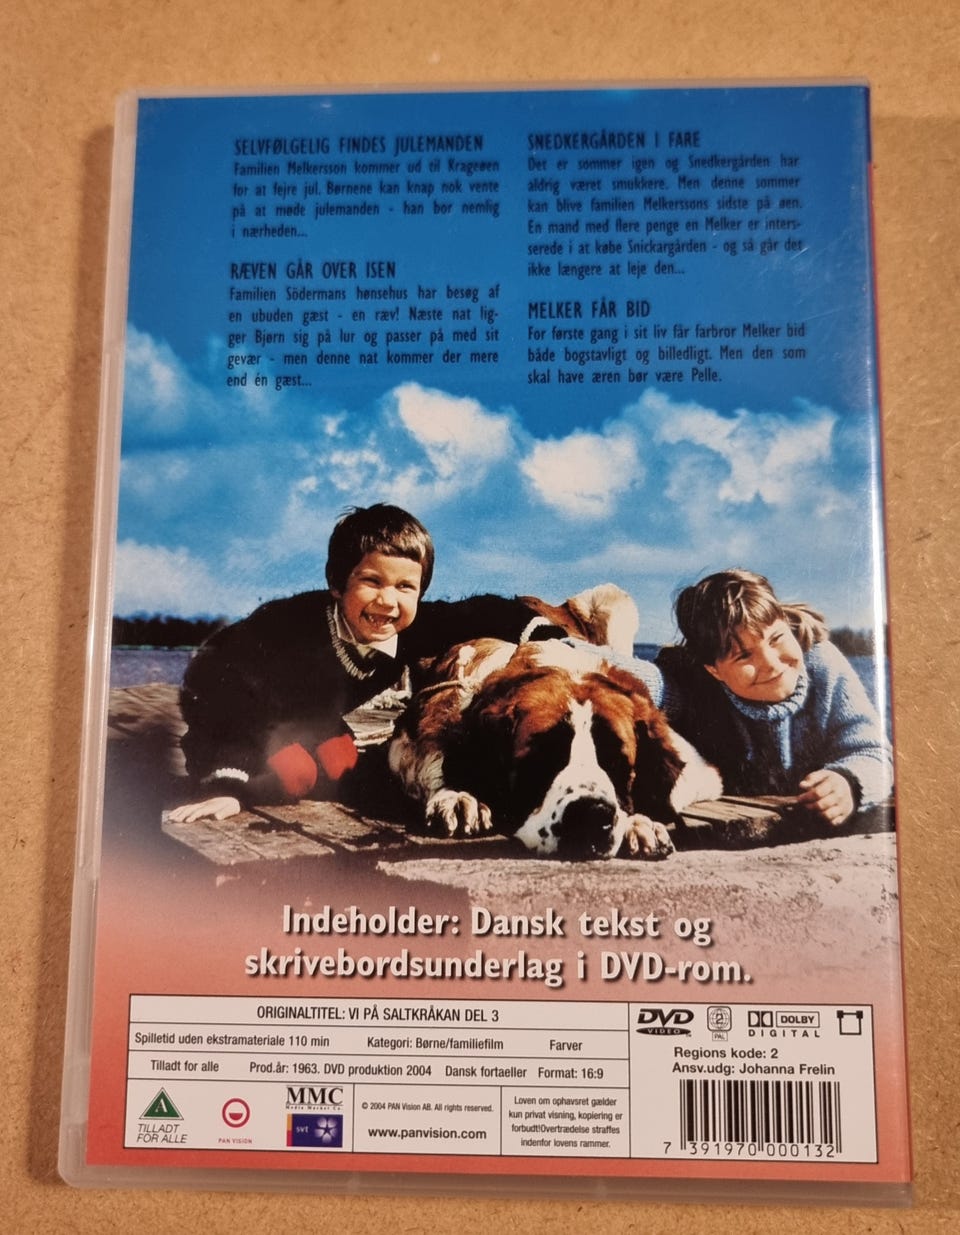 SELVFØLGELIG FINDES JULEMANDEN
Familien Melkersson kommer ud til Krageøen
for at fejre jul. Børnene kan knap nok vente
på at møde julemanden - han bor nemlig
i nærheden...
RÆVEN GÅR OVER ISEN
Familien Södermans hønsehus har besøg af
en ubuden gæst - en ræv! Næste nat lig-
ger Bjørn sig på lur og passer på med sit
gevær - men denne nat kommer der mere
end én gæst...
SNEDKERGÅRDEN I FARE
Det er sommer igen og Snedkergården har
aldrig været smukkere. Men denne sommer
kan blive familien Melkerssons sidste på øen.
En mand med flere penge en Melker er inters-
serede i at købe Snickargården - og så går det
ikke længere at leje den...
MELKER FÅR BID
For første gang i sit liv får farbror Melker bid
både bogstavligt og billedligt. Men den som
skal have æren bør være Pelle.
Indeholder: Dansk tekst og
skrivebordsunderlag i DVD-rom.
ORIGINALTITEL: VI PÅ SALTKRÅKAN DEL 3
Spilletid uden ekstramateriale 110 min Kategori: Børne/familiefilm Farver
Tilladt for alle Prod.år: 1963. DVD produktion 2004 Dansk fortaeller Format: 16:9
A
TILLADT
FOR ALLE
PAN VISION
MMC
Media Market Co.
svt
© 2004 PAN Vision AB. All rights reserved.
www.panvision.com
Loven om ophavsret gælder
kun privat visning, kopiering er
forbudt!Overtrædelse straffes
indenfor lovens rammer.
DVD
VIDEO
2
PAL
DOLBY
DIGITAL
Regions kode: 2
Ansv.udg: Johanna Frelin
7 391970 000132